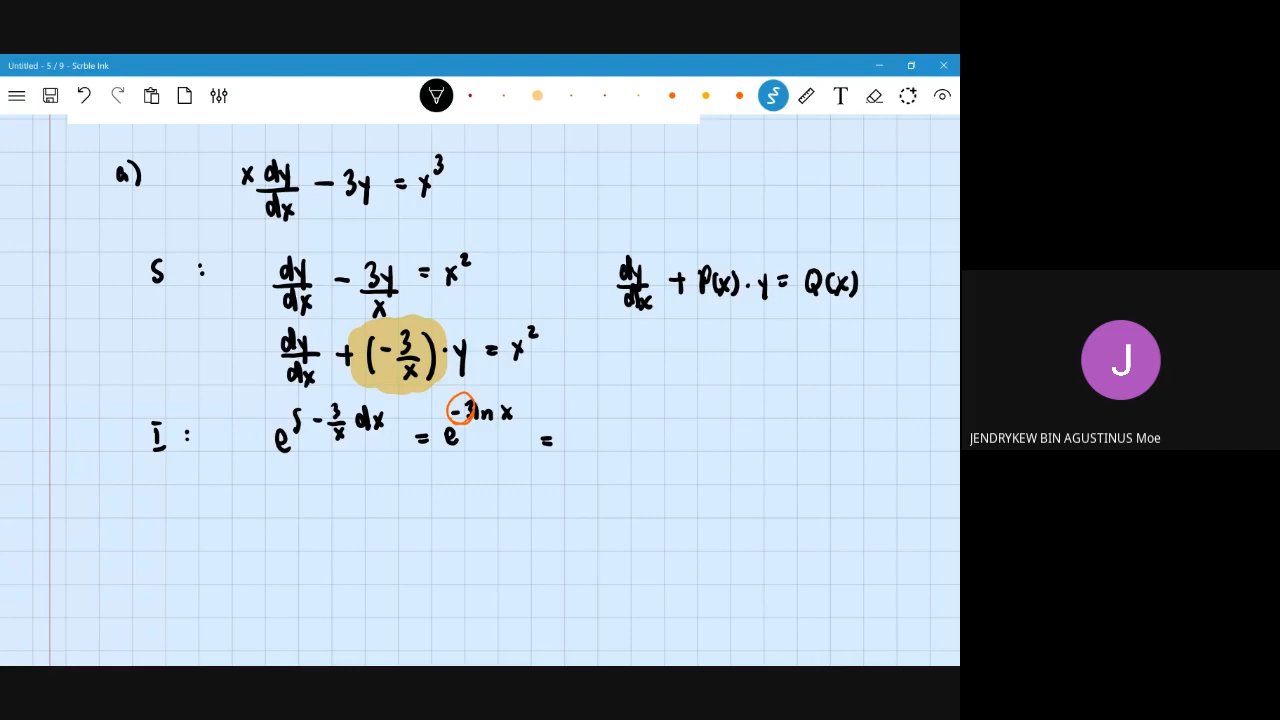 Untitled - 5 / 9 - Scrble Ink
T
a) x dy/dx - 3y = x³
S : dy/dx - 3y/x = x² dy/dx + P(x) · y = Q(x)
dy/dx + (-3/x) · y = x²
I : e^∫ -3/x dx = e^-3ln x =
J
JENDRYKEW BIN AGUSTINUS Moe